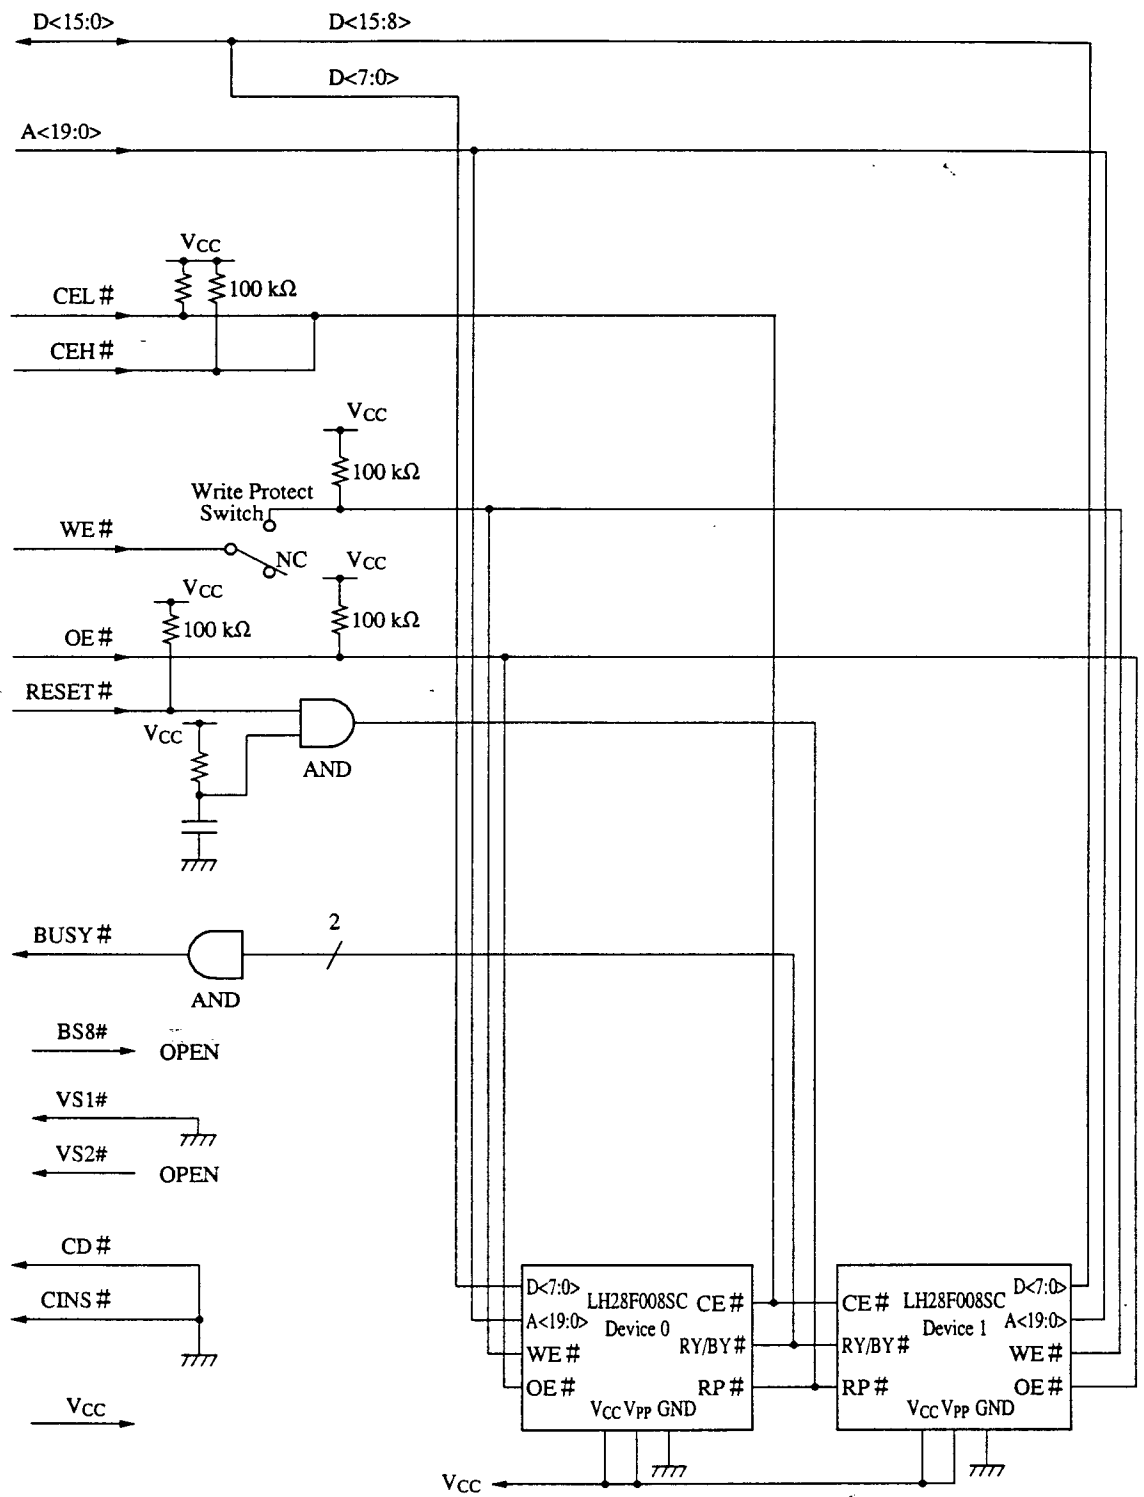 D<15:0>
D<15:8>
D<7:0>
A<19:0>
VCC
100 kΩ
CEL#
CEH#
VCC
100 kΩ
Write Protect
Switch
WE#
NC
VCC
VCC
100 kΩ
100 kΩ
OE#
RESET#
VCC
AND
2
BUSY#
AND
BS8#
OPEN
VS1#
VS2#
OPEN
CD#
CINS#
VCC
D<7:0>
LH28F008SC
CE#
A<19:0>
Device 0
RY/BY#
WE#
OE#
RP#
VCC VPP GND
CE#
LH28F008SC
D<7:0>
Device 1
A<19:0>
RY/BY#
WE#
RP#
OE#
VCC VPP GND
VCC